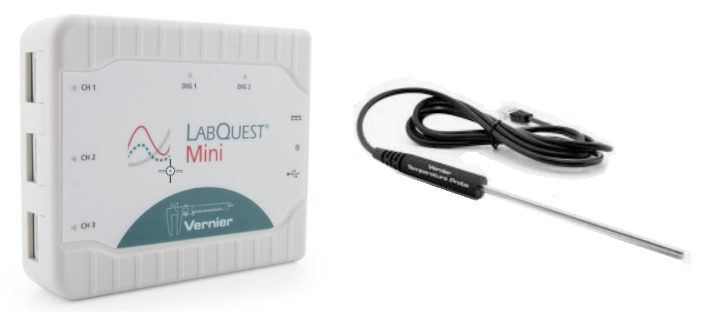 CH 1
DIG 1
DIG 2
LABQUEST®
Mini
CH 2
CH 3
Vernier
Vernier
Temperature Probe